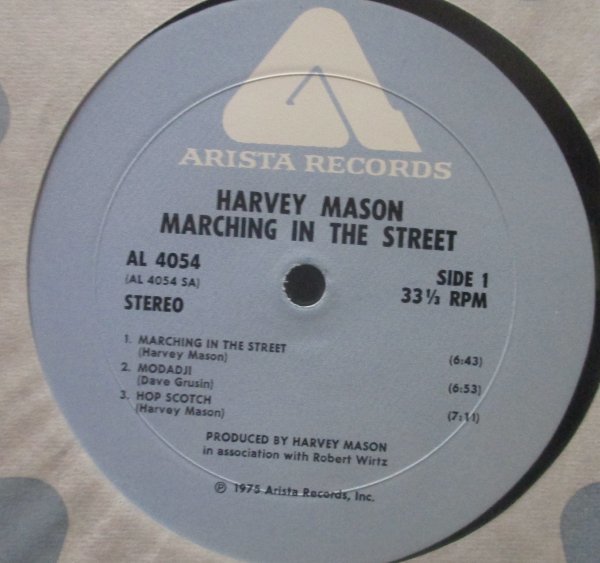 ARISTA RECORDS
HARVEY MASON
MARCHING IN THE STREET
AL 4054
(AL 4054 SA)
STEREO
SIDE 1
33 1/3 RPM
1. MARCHING IN THE STREET (6:43)
(Harvey Mason)
2. MODADJI (6:53)
(Dave Grusin)
3. HOP SCOTCH (7:11)
(Harvey Mason)
PRODUCED BY HARVEY MASON
in association with Robert Wirtz
℗ 1975 Arista Records, Inc.